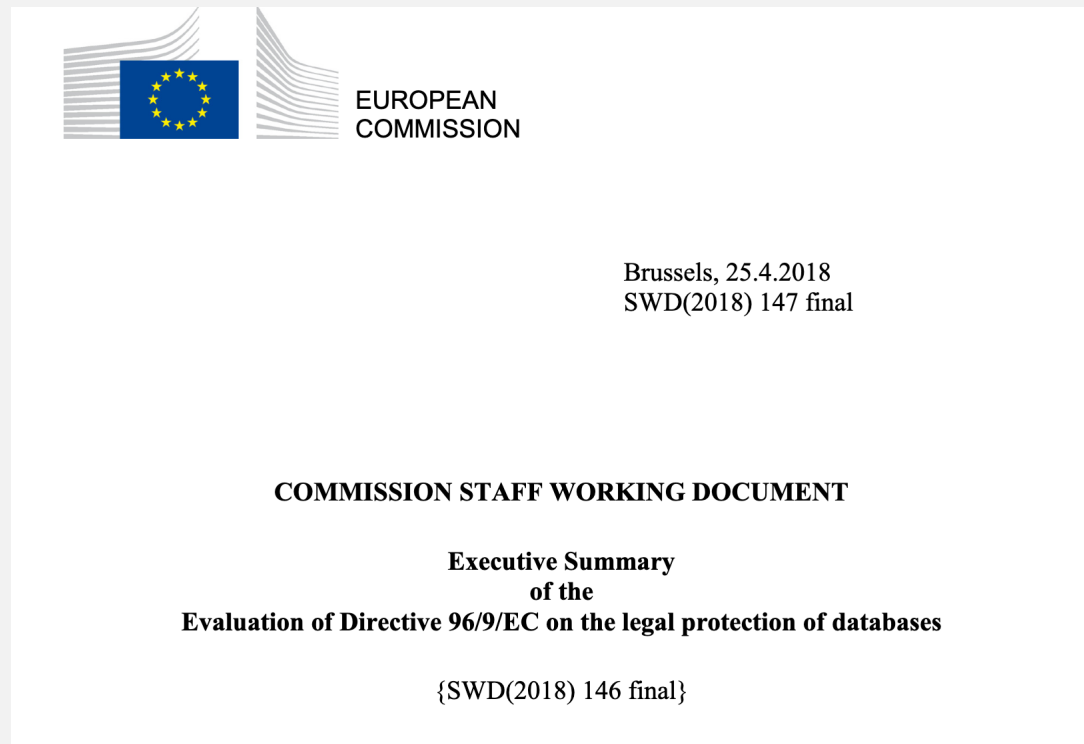 EUROPEAN
COMMISSION
Brussels, 25.4.2018
SWD(2018) 147 final
COMMISSION STAFF WORKING DOCUMENT
Executive Summary
of the
Evaluation of Directive 96/9/EC on the legal protection of databases
{SWD(2018) 146 final}